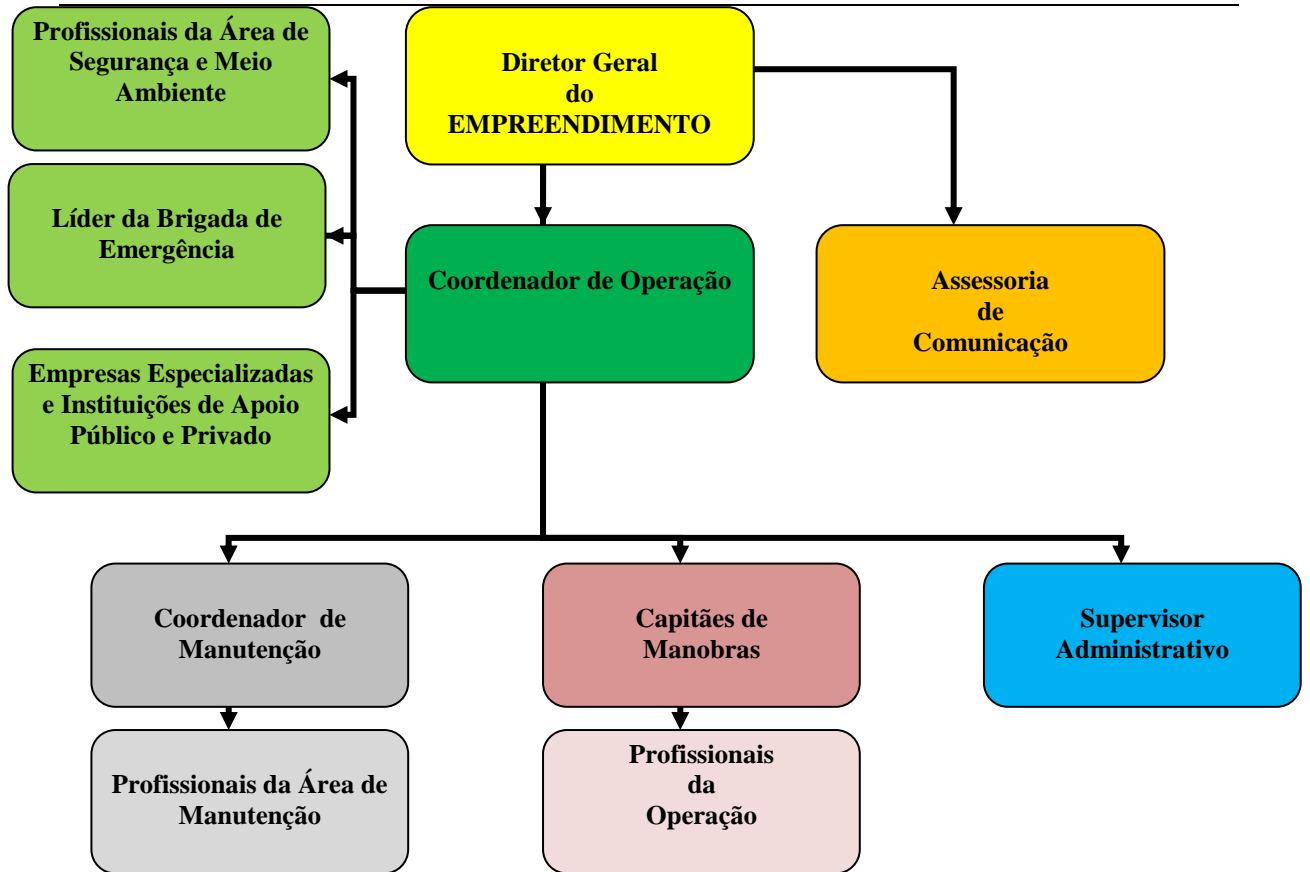 Profissionais da Área de
Segurança e Meio
Ambiente
Diretor Geral
do
EMPREENDIMENTO
Líder da Brigada de
Emergência
Coordenador de Operação
Assessoria
de
Comunicação
Empresas Especializadas
e Instituições de Apoio
Público e Privado
Coordenador  de
Manutenção
Capitães de
Manobras
Supervisor
Administrativo
Profissionais da Área de
Manutenção
Profissionais
da
Operação